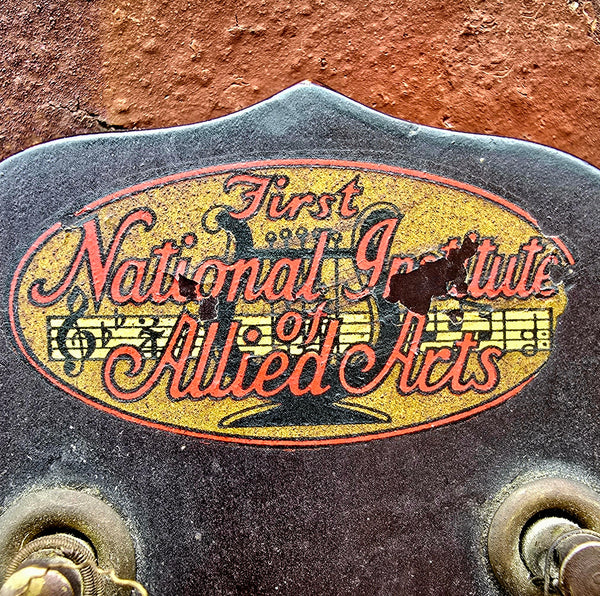 First
National Institute
of
Allied Arts